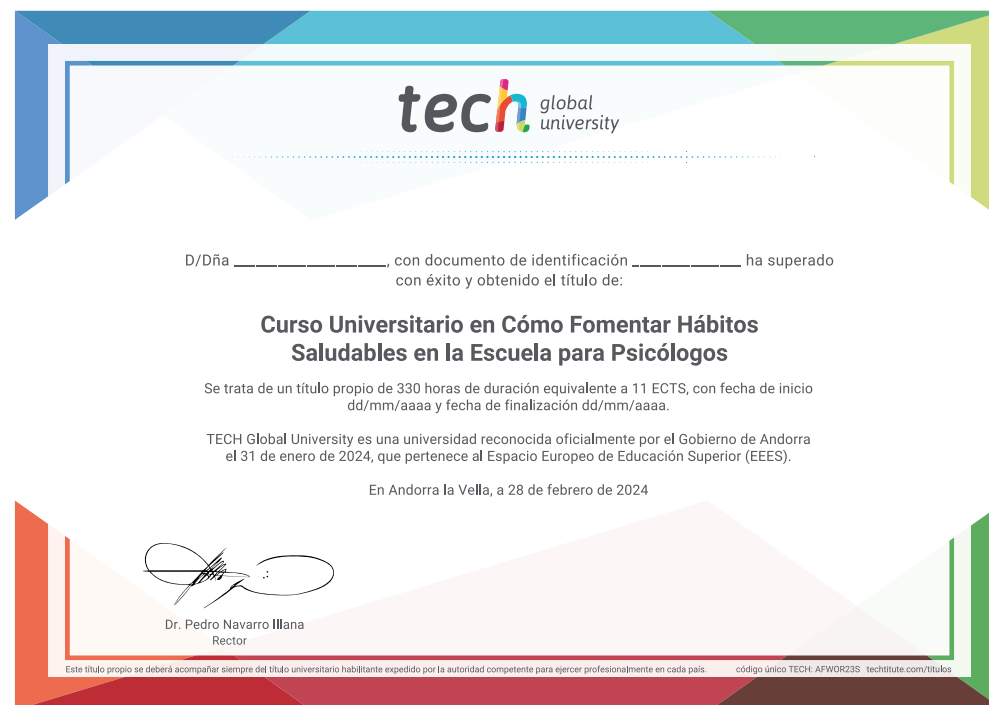 tech global
university
D/Dña ______________, con documento de identificación __________ ha superado
con éxito y obtenido el título de:
Curso Universitario en Cómo Fomentar Hábitos
Saludables en la Escuela para Psicólogos
Se trata de un título propio de 330 horas de duración equivalente a 11 ECTS, con fecha de inicio
dd/mm/aaaa y fecha de finalización dd/mm/aaaa.
TECH Global University es una universidad reconocida oficialmente por el Gobierno de Andorra
el 31 de enero de 2024, que pertenece al Espacio Europeo de Educación Superior (EEES).
En Andorra la Vella, a 28 de febrero de 2024
Dr. Pedro Navarro Illana
Rector
Este título propio se deberá acompañar siempre del título universitario habilitante expedido por la autoridad competente para ejercer profesionalmente en cada país. código único TECH: AFWOR23S techtitute.com/titulos